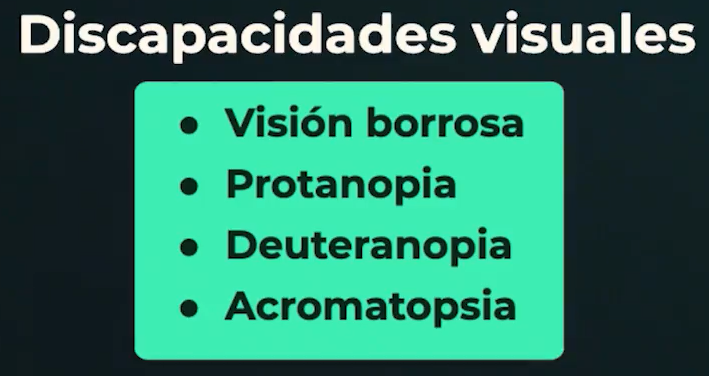 Discapacidades visuales
• Visión borrosa
• Protanopia
• Deuteranopia
• Acromatopsia